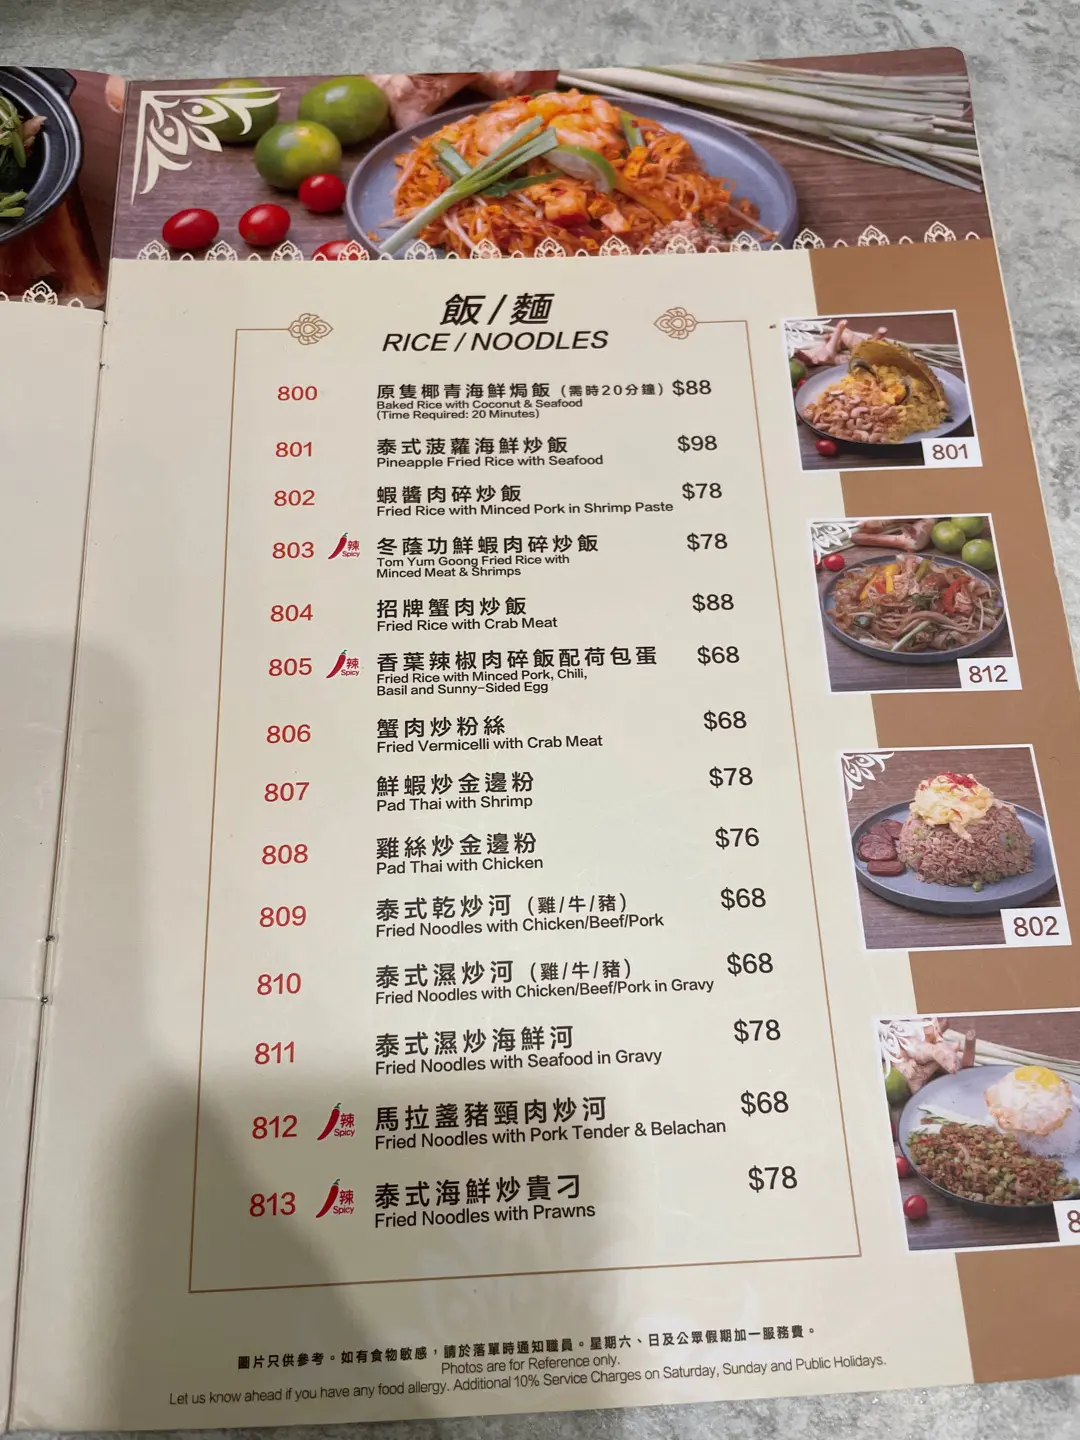 飯/麵
RICE/NOODLES
800 原隻椰青海鮮焗飯 (需時20分鐘) $88
Baked Rice with Coconut & Seafood
(Time Required: 20 Minutes)
801 泰式菠蘿海鮮炒飯 $98
Pineapple Fried Rice with Seafood
802 蝦醬肉碎炒飯 $78
Fried Rice with Minced Pork in Shrimp Paste
803 辣 Spicy 冬蔭功鮮蝦肉碎炒飯 $78
Tom Yum Goong Fried Rice with
Minced Meat & Shrimps
804 招牌蟹肉炒飯 $88
Fried Rice with Crab Meat
805 辣 Spicy 香葉辣椒肉碎飯配荷包蛋 $68
Fried Rice with Minced Pork, Chili,
Basil and Sunny-Sided Egg
806 蟹肉炒粉絲 $68
Fried Vermicelli with Crab Meat
807 鮮蝦炒金邊粉 $78
Pad Thai with Shrimp
808 雞絲炒金邊粉 $76
Pad Thai with Chicken
809 泰式乾炒河 (雞/牛/豬) $68
Fried Noodles with Chicken/Beef/Pork
810 泰式濕炒河 (雞/牛/豬) $68
Fried Noodles with Chicken/Beef/Pork in Gravy
811 泰式濕炒海鮮河 $78
Fried Noodles with Seafood in Gravy
812 辣 Spicy 馬拉盞豬頸肉炒河 $68
Fried Noodles with Pork Tender & Belachan
813 辣 Spicy 泰式海鮮炒貴刁 $78
Fried Noodles with Prawns
801
812
802
8
圖片只供參考。如有食物敏感，請於落單時通知職員。星期六、日及公眾假期加一服務費。
Photos are for Reference only.
Let us know ahead if you have any food allergy. Additional 10% Service Charges on Saturday, Sunday and Public Holidays.